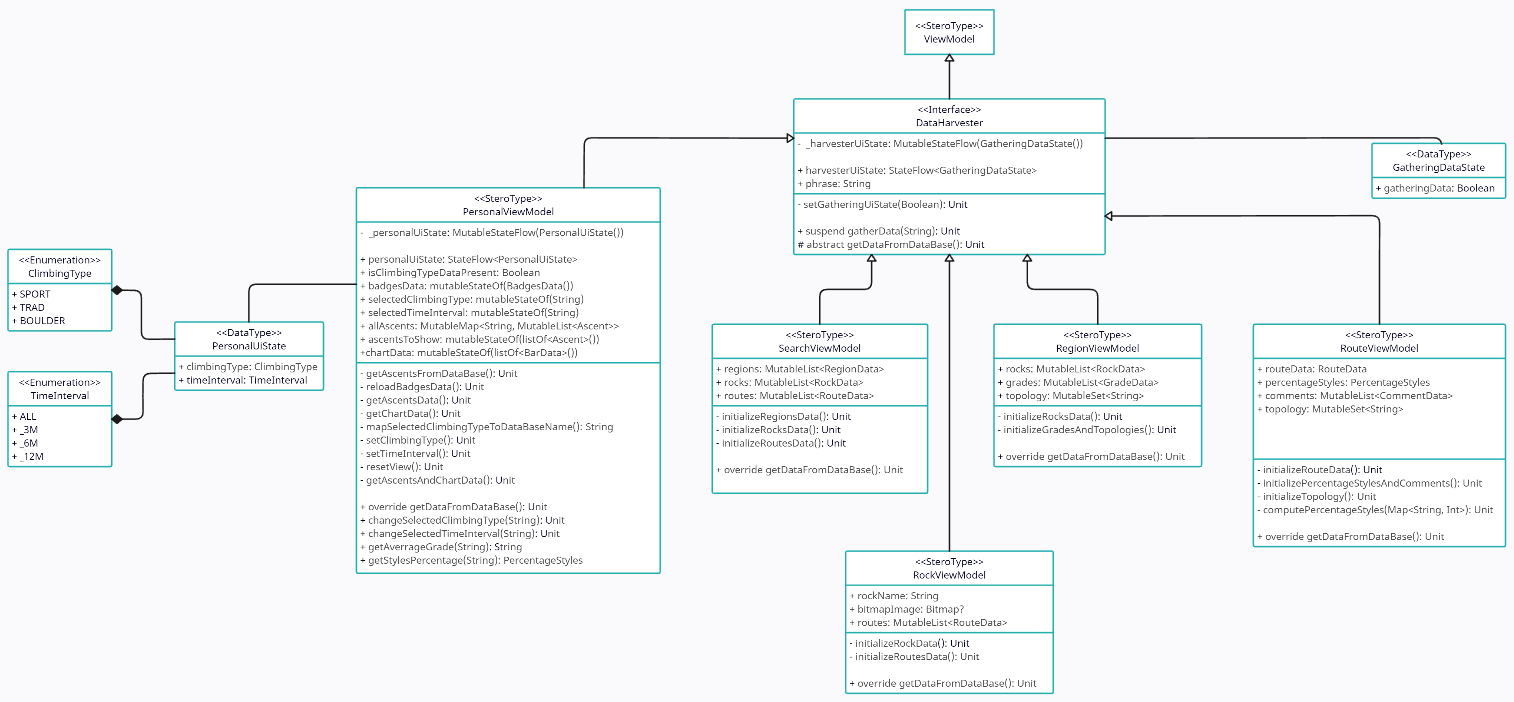 <<SteroType>>
ViewModel
<<Interface>>
DataHarvester
- _harvesterUiState: MutableStateFlow(GatheringDataState())
+ harvesterUiState: StateFlow<GatheringDataState>
+ phrase: String
- setGatheringUiState(Boolean): Unit
+ suspend gatherData(String): Unit
# abstract getDataFromDataBase(): Unit
<<DataType>>
GatheringDataState
+ gatheringData: Boolean
<<SteroType>>
PersonalViewModel
- _personalUiState: MutableStateFlow(PersonalUiState())
+ personalUiState: StateFlow<PersonalUiState>
+ isClimbingTypeDataPresent: Boolean
+ badgesData: mutableStateOf(BadgesData())
+ selectedClimbingType: mutableStateOf(String)
+ selectedTimeInterval: mutableStateOf(String)
+ allAscents: MutableMap<String, MutableList<Ascent>>
+ ascentsToShow: mutableStateOf(listOf<Ascent>())
+chartData: mutableStateOf(listOf<BarData>())
- getAscentsFromDataBase(): Unit
- reloadBadgesData(): Unit
- getAscentsData(): Unit
- getChartData(): Unit
- mapSelectedClimbingTypeToDataBaseName(): String
- setClimbingType(): Unit
- setTimeInterval(): Unit
- resetView(): Unit
- getAscentsAndChartData(): Unit
+ override getDataFromDataBase(): Unit
+ changeSelectedClimbingType(String): Unit
+ changeSelectedTimeInterval(String): Unit
+ getAverrageGrade(String): String
+ getStylesPercentage(String): PercentageStyles
<<Enumeration>>
ClimbingType
+ SPORT
+ TRAD
+ BOULDER
<<DataType>>
PersonalUiState
+ climbingType: ClimbingType
+ timeInterval: TimeInterval
<<Enumeration>>
TimeInterval
+ ALL
+ _3M
+ _6M
+ _12M
<<SteroType>>
SearchViewModel
+ regions: MutableList<RegionData>
+ rocks: MutableList<RockData>
+ routes: MutableList<RouteData>
- initializeRegionsData(): Unit
- initializeRocksData(): Unit
- initializeRoutesData(): Unit
+ override getDataFromDataBase(): Unit
<<SteroType>>
RegionViewModel
+ rocks: MutableList<RockData>
+ grades: MutableList<GradeData>
+ topology: MutableSet<String>
- initializeRocksData(): Unit
- initializeGradesAndTopologies(): Unit
+ override getDataFromDataBase(): Unit
<<SteroType>>
RouteViewModel
+ routeData: RouteData
+ percentageStyles: PercentageStyles
+ comments: MutableList<CommentData>
+ topology: MutableSet<String>
- initializeRouteData(): Unit
- InitializePercentageStylesAndComments(): Unit
- initializeTopology(): Unit
- computePercentageStyles(Map<String, Int>): Unit
+ override getDataFromDataBase(): Unit
<<SteroType>>
RockViewModel
+ rockName: String
+ bitmapImage: Bitmap?
+ routes: MutableList<RouteData>
- initializeRockData(): Unit
- initializeRoutesData(): Unit
+ override getDataFromDataBase(): Unit